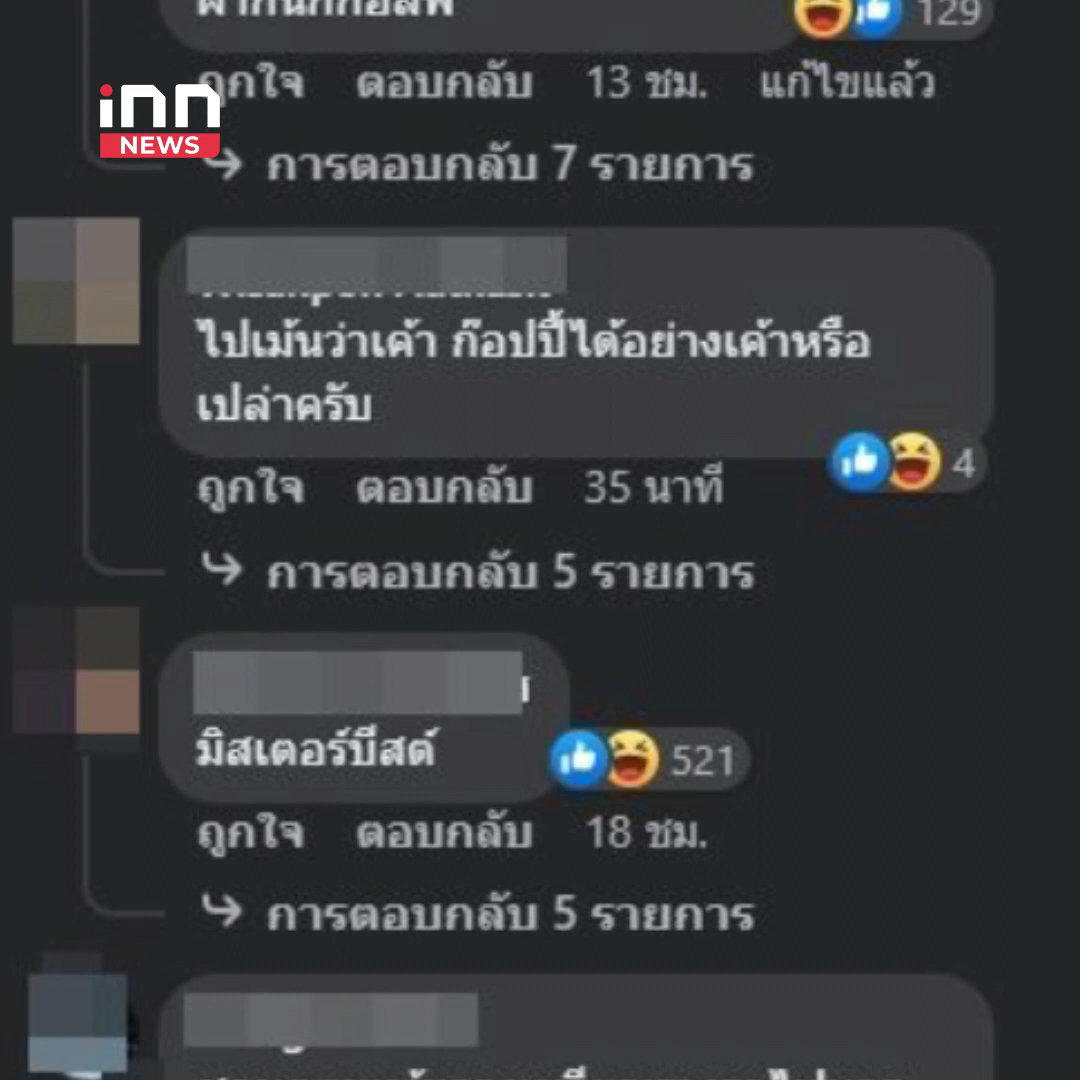 129
ถูกใจ ตอบกลับ 13 ชม. แก้ไขแล้ว
inn
NEWS
การตอบกลับ 7 รายการ
ไปเม้นว่าเค้า ก๊อปปี้ได้อย่างเค้าหรือ
เปล่าครับ
4
ถูกใจ ตอบกลับ 35 นาที
การตอบกลับ 5 รายการ
มิสเตอร์บีสต์
521
ถูกใจ ตอบกลับ 18 ชม.
การตอบกลับ 5 รายการ